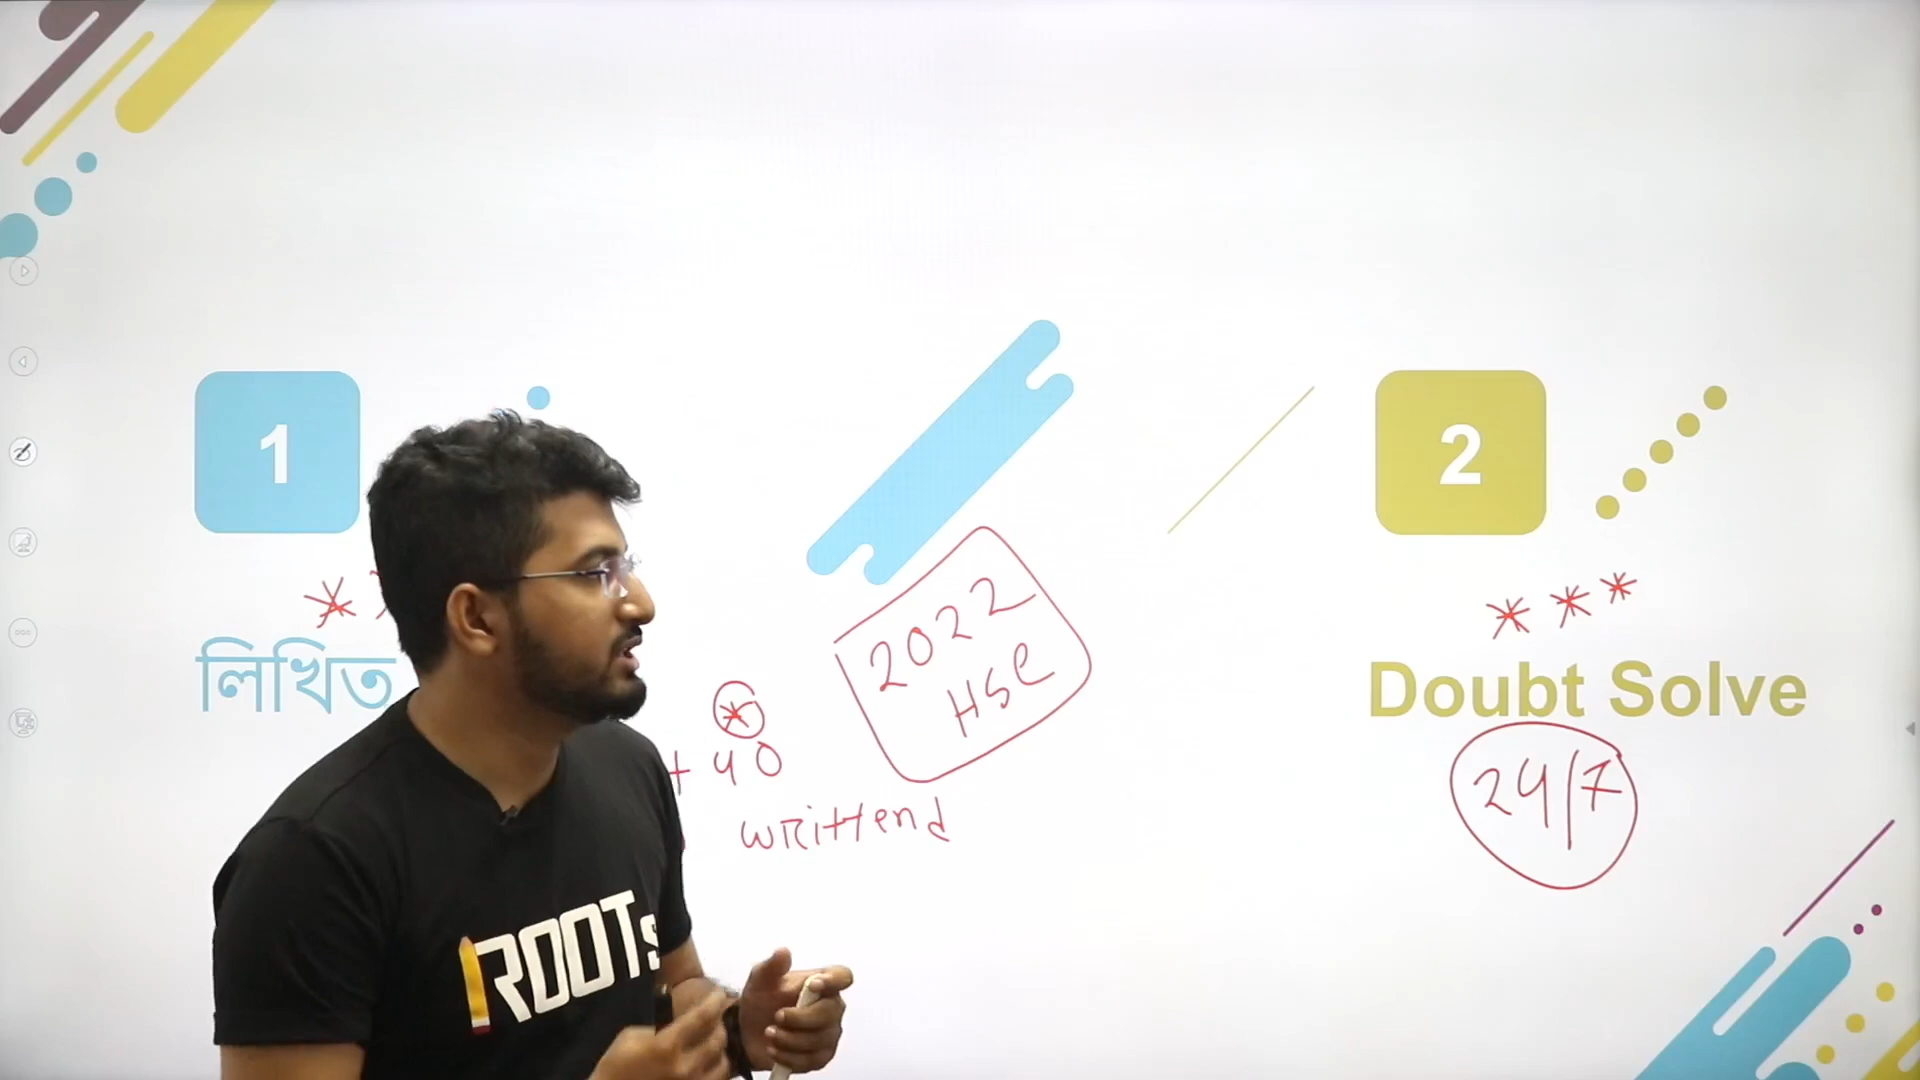 1
2
লিখিত
2022
HSC
+ 40
writtend
Doubt Solve
24/7
ROOTs